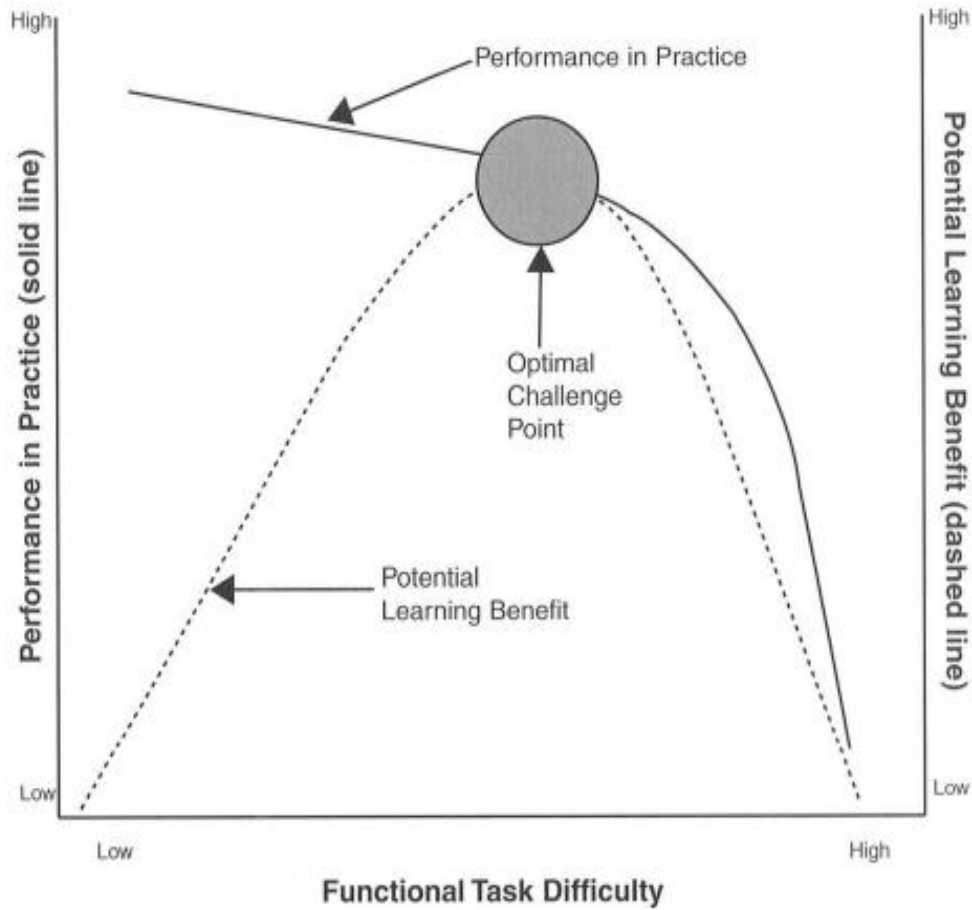 High
High
Performance in Practice
Performance in Practice (solid line)
Potential Learning Benefit (dashed line)
Optimal
Challenge
Point
Potential
Learning Benefit
Low
Low
Low
High
Functional Task Difficulty